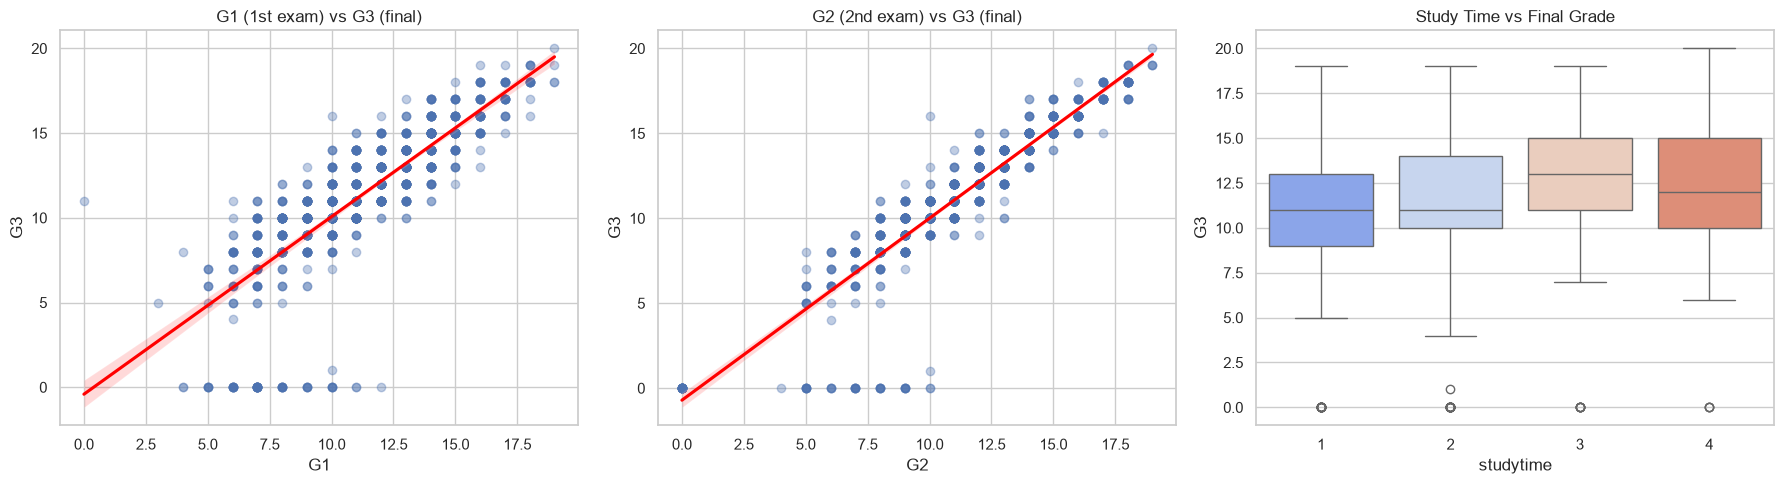 G1 (1st exam) vs G3 (final)
20
15
10
5
0
G3
0.0 2.5 5.0 7.5 10.0 12.5 15.0 17.5
G1
G2 (2nd exam) vs G3 (final)
20
15
10
5
0
G3
0.0 2.5 5.0 7.5 10.0 12.5 15.0 17.5
G2
Study Time vs Final Grade
20.0
17.5
15.0
12.5
10.0
7.5
5.0
2.5
0.0
G3
1 2 3 4
studytime